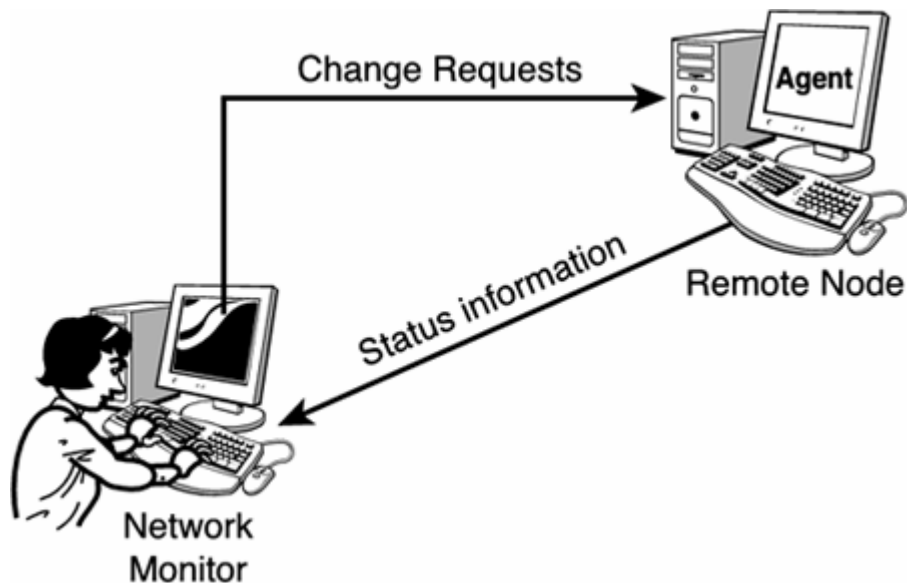 Change Requests
Agent
Remote Node
Status information
Network
Monitor